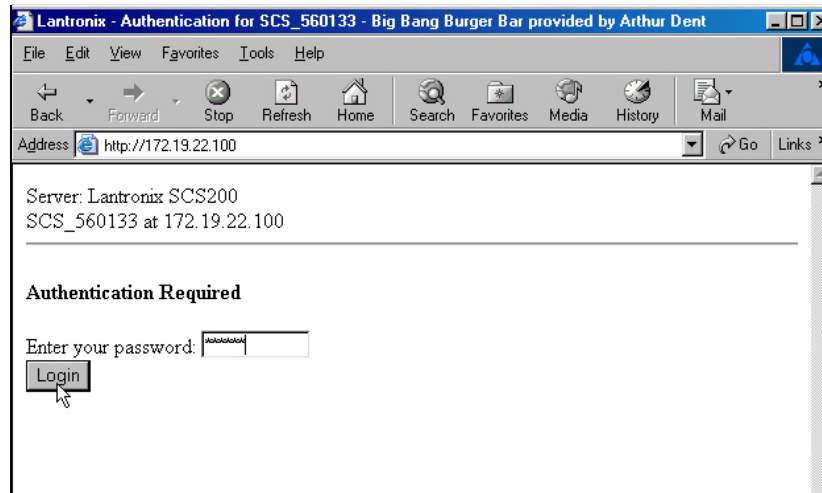 Lantronix - Authentication for SCS_560133 - Big Bang Burger Bar provided by Arthur Dent
File Edit View Favorites Tools Help
Back Forward Stop Refresh Home Search Favorites Media History Mail
Address http://172.19.22.100 Go Links
Server: Lantronix SCS200
SCS_560133 at 172.19.22.100
Authentication Required
Enter your password: *******
Login